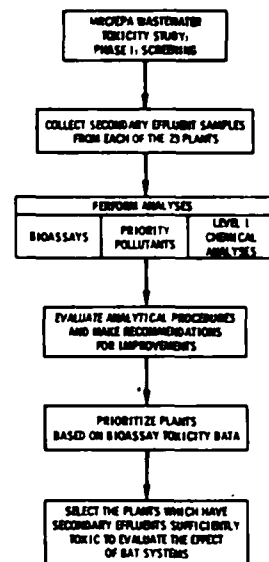 MRC/EPA WASTEWATER
TOXICITY STUDY;
PHASE I: SCREENING
COLLECT SECONDARY EFFLUENT SAMPLES
FROM EACH OF THE 23 PLANTS
PERFORM ANALYSES
BIOASSAYS
PRIORITY
POLLUTANTS
LEVEL I
CHEMICAL
ANALYSES
EVALUATE ANALYTICAL PROCEDURES
AND MAKE RECOMMENDATIONS
FOR IMPROVEMENTS
PRIORITIZE PLANTS
BASED ON BIOASSAY TOXICITY DATA
SELECT THE PLANTS WHICH HAVE
SECONDARY EFFLUENTS SUFFICIENTLY
TOXIC TO EVALUATE THE EFFECT
OF BAT SYSTEMS